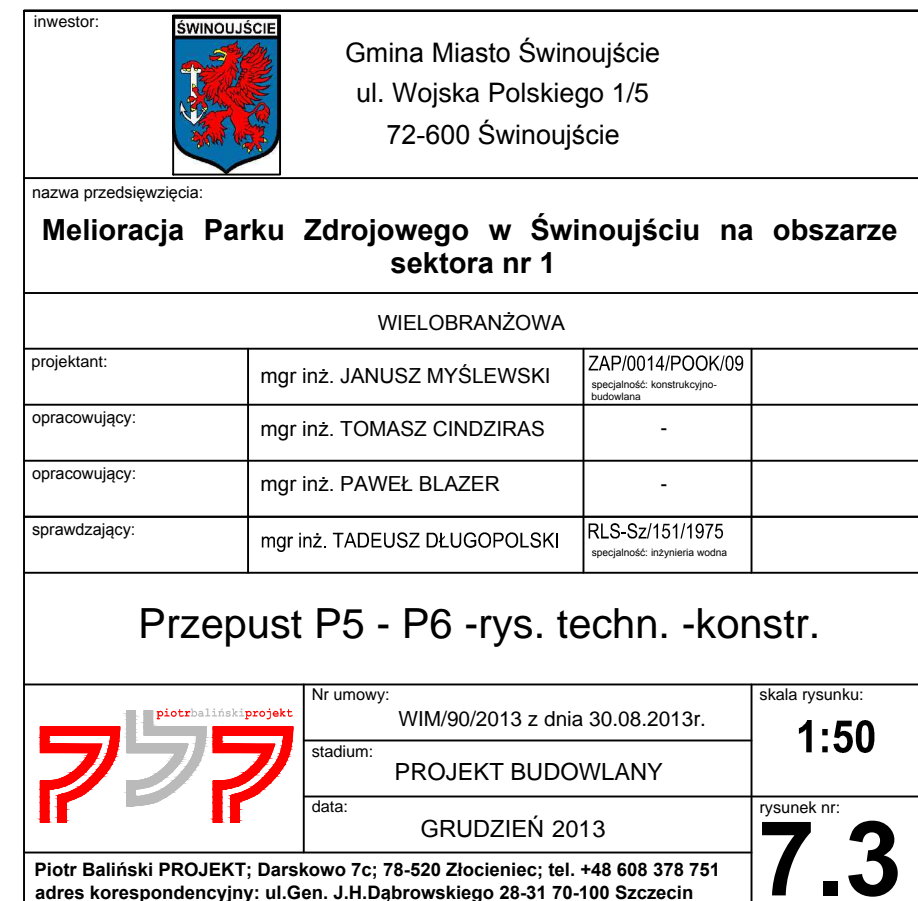 inwestor:
ŚWINOUJŚCIE
Gmina Miasto Świnoujście
ul. Wojska Polskiego 1/5
72-600 Świnoujście
nazwa przedsięwzięcia:
Melioracja Parku Zdrojowego w Świnoujściu na obszarze
sektora nr 1
WIELOBRANŻOWA
projektant:
mgr inż. JANUSZ MYŚLEWSKI
ZAP/0014/POOK/09
specjalność: konstrukcyjno-
budowlana
opracowujący:
mgr inż. TOMASZ CINDZIRAS
-
opracowujący:
mgr inż. PAWEŁ BLAZER
-
sprawdzający:
mgr inż. TADEUSZ DŁUGOPOLSKI
RLS-Sz/151/1975
specjalność: inżynieria wodna
Przepust P5 - P6 -rys. techn. -konstr.
piotrbalińskiprojekt
Nr umowy:
WIM/90/2013 z dnia 30.08.2013r.
stadium:
PROJEKT BUDOWLANY
data:
GRUDZIEŃ 2013
skala rysunku:
1:50
rysunek nr:
7.3
Piotr Baliński PROJEKT; Darskowo 7c; 78-520 Złocieniec; tel. +48 608 378 751
adres korespondencyjny: ul.Gen. J.H.Dąbrowskiego 28-31 70-100 Szczecin